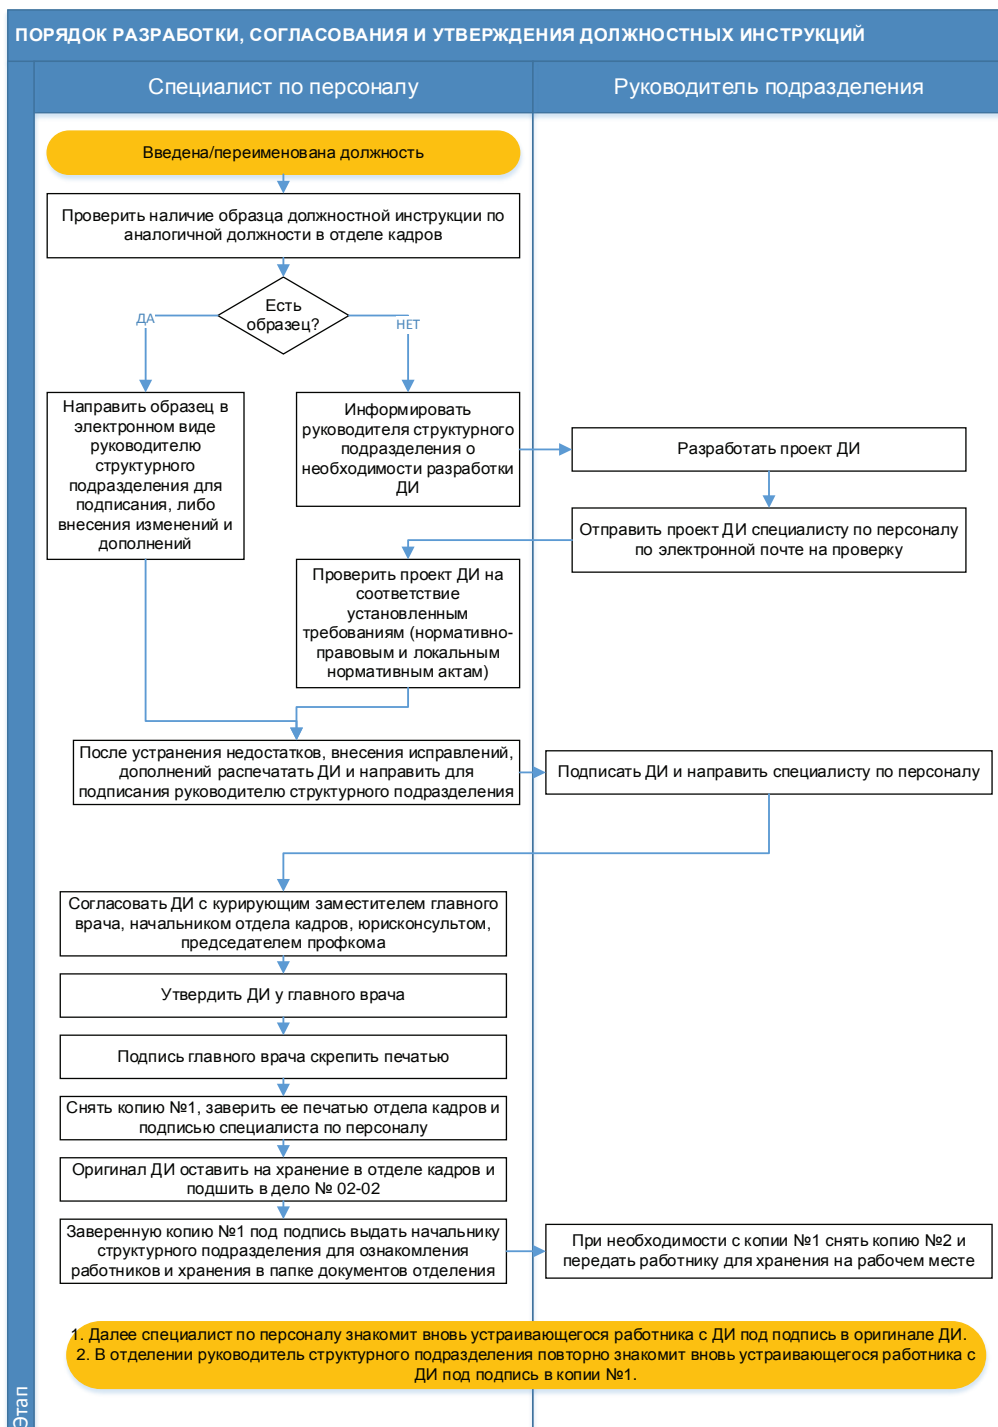 ПОРЯДОК РАЗРАБОТКИ, СОГЛАСОВАНИЯ И УТВЕРЖДЕНИЯ ДОЛЖНОСТНЫХ ИНСТРУКЦИЙ
Специалист по персоналу
Руководитель подразделения
Введена/переименована должность
Проверить наличие образца должностной инструкции по
аналогичной должности в отделе кадров
Есть
образец?
ДА
НЕТ
Направить образец в
электронном виде
руководителю
структурного
подразделения для
подписания, либо
внесения изменений и
дополнений
Информировать
руководителя структурного
подразделения о
необходимости разработки
ДИ
Разработать проект ДИ
Отправить проект ДИ специалисту по персоналу
по электронной почте на проверку
Проверить проект ДИ на
соответствие
установленным
требованиям (нормативно-
правовым и локальным
нормативным актам)
После устранения недостатков, внесения исправлений,
дополнений распечатать ДИ и направить для
подписания руководителю структурного подразделения
Подписать ДИ и направить специалисту по персоналу
Согласовать ДИ с курирующим заместителем главного
врача, начальником отдела кадров, юрисконсультом,
председателем профкома
Утвердить ДИ у главного врача
Подпись главного врача скрепить печатью
Снять копию №1, заверить ее печатью отдела кадров и
подписью специалиста по персоналу
Оригинал ДИ оставить на хранение в отделе кадров и
подшить в дело № 02-02
Заверенную копию №1 под подпись выдать начальнику
структурного подразделения для ознакомления
работников и хранения в папке документов отделения
При необходимости с копии №1 снять копию №2 и
передать работнику для хранения на рабочем месте
1. Далее специалист по персоналу знакомит вновь устраивающегося работника с ДИ под подпись в оригинале ДИ.
2. В отделении руководитель структурного подразделения повторно знакомит вновь устраивающегося работника с
ДИ под подпись в копии №1.
Этап